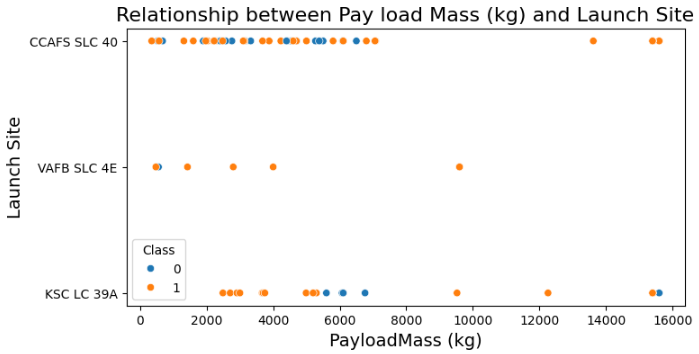 Relationship between Pay load Mass (kg) and Launch Site
CCAFS SLC 40
VAFB SLC 4E
KSC LC 39A
Launch Site
Class
0
1
0 2000 4000 6000 8000 10000 12000 14000 16000
PayloadMass (kg)